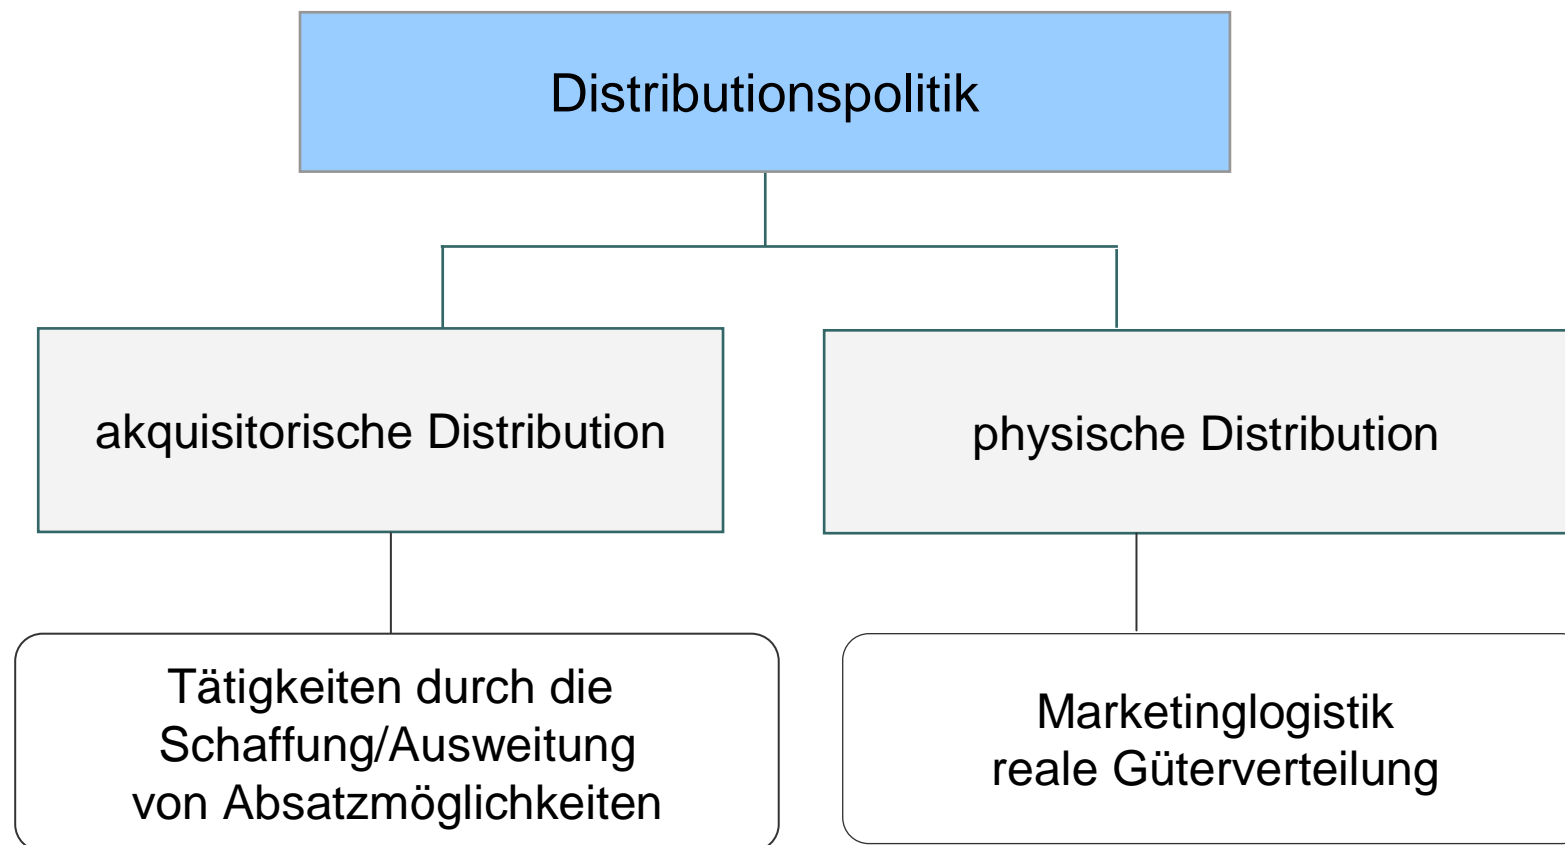 Distributionspolitik
akquisitorische Distribution
physische Distribution
Tätigkeiten durch die
Schaffung/Ausweitung
von Absatzmöglichkeiten
Marketinglogistik
reale Güterverteilung